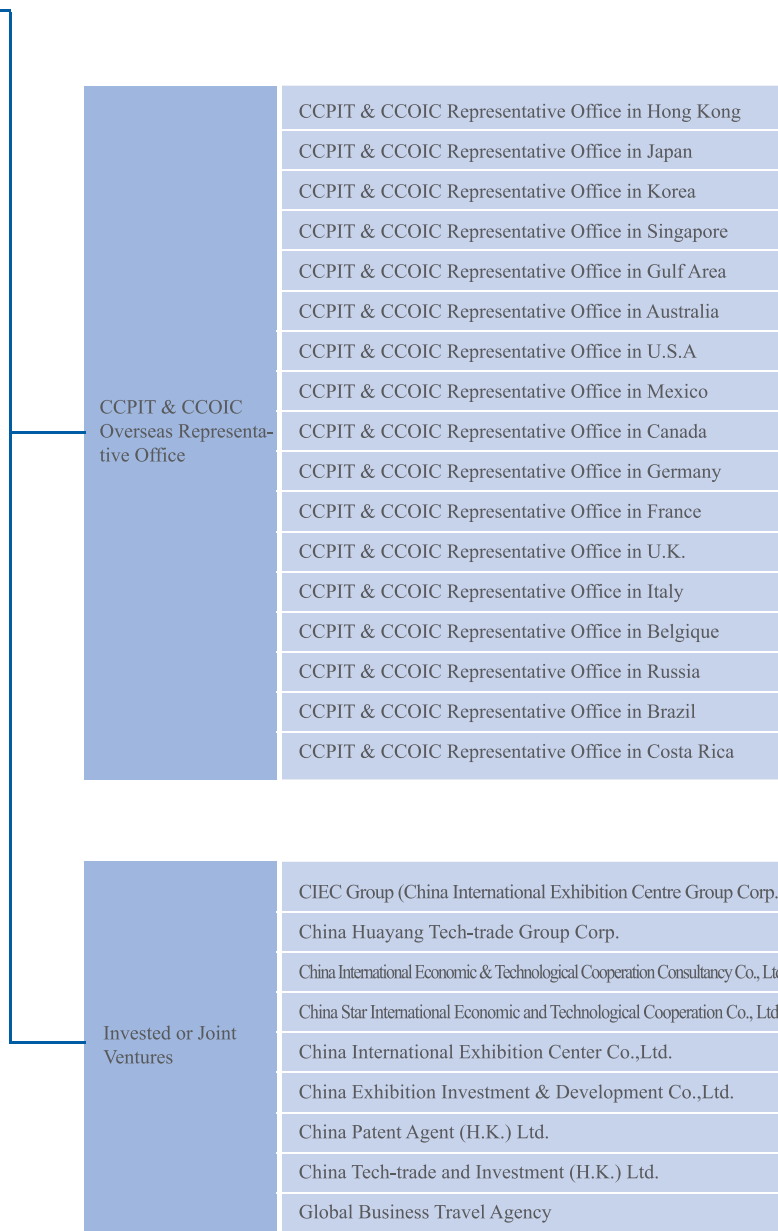 CCPIT & CCOIC
Overseas Representa-
tive Office
CCPIT & CCOIC Representative Office in Hong Kong
CCPIT & CCOIC Representative Office in Japan
CCPIT & CCOIC Representative Office in Korea
CCPIT & CCOIC Representative Office in Singapore
CCPIT & CCOIC Representative Office in Gulf Area
CCPIT & CCOIC Representative Office in Australia
CCPIT & CCOIC Representative Office in U.S.A
CCPIT & CCOIC Representative Office in Mexico
CCPIT & CCOIC Representative Office in Canada
CCPIT & CCOIC Representative Office in Germany
CCPIT & CCOIC Representative Office in France
CCPIT & CCOIC Representative Office in U.K.
CCPIT & CCOIC Representative Office in Italy
CCPIT & CCOIC Representative Office in Belgique
CCPIT & CCOIC Representative Office in Russia
CCPIT & CCOIC Representative Office in Brazil
CCPIT & CCOIC Representative Office in Costa Rica
Invested or Joint
Ventures
CIEC Group (China International Exhibition Centre Group Corp.
China Huayang Tech-trade Group Corp.
China International Economic & Technological Cooperation Consultancy Co., Ltd
China Star International Economic and Technological Cooperation Co., Ltd
China International Exhibition Center Co.,Ltd.
China Exhibition Investment & Development Co.,Ltd.
China Patent Agent (H.K.) Ltd.
China Tech-trade and Investment (H.K.) Ltd.
Global Business Travel Agency